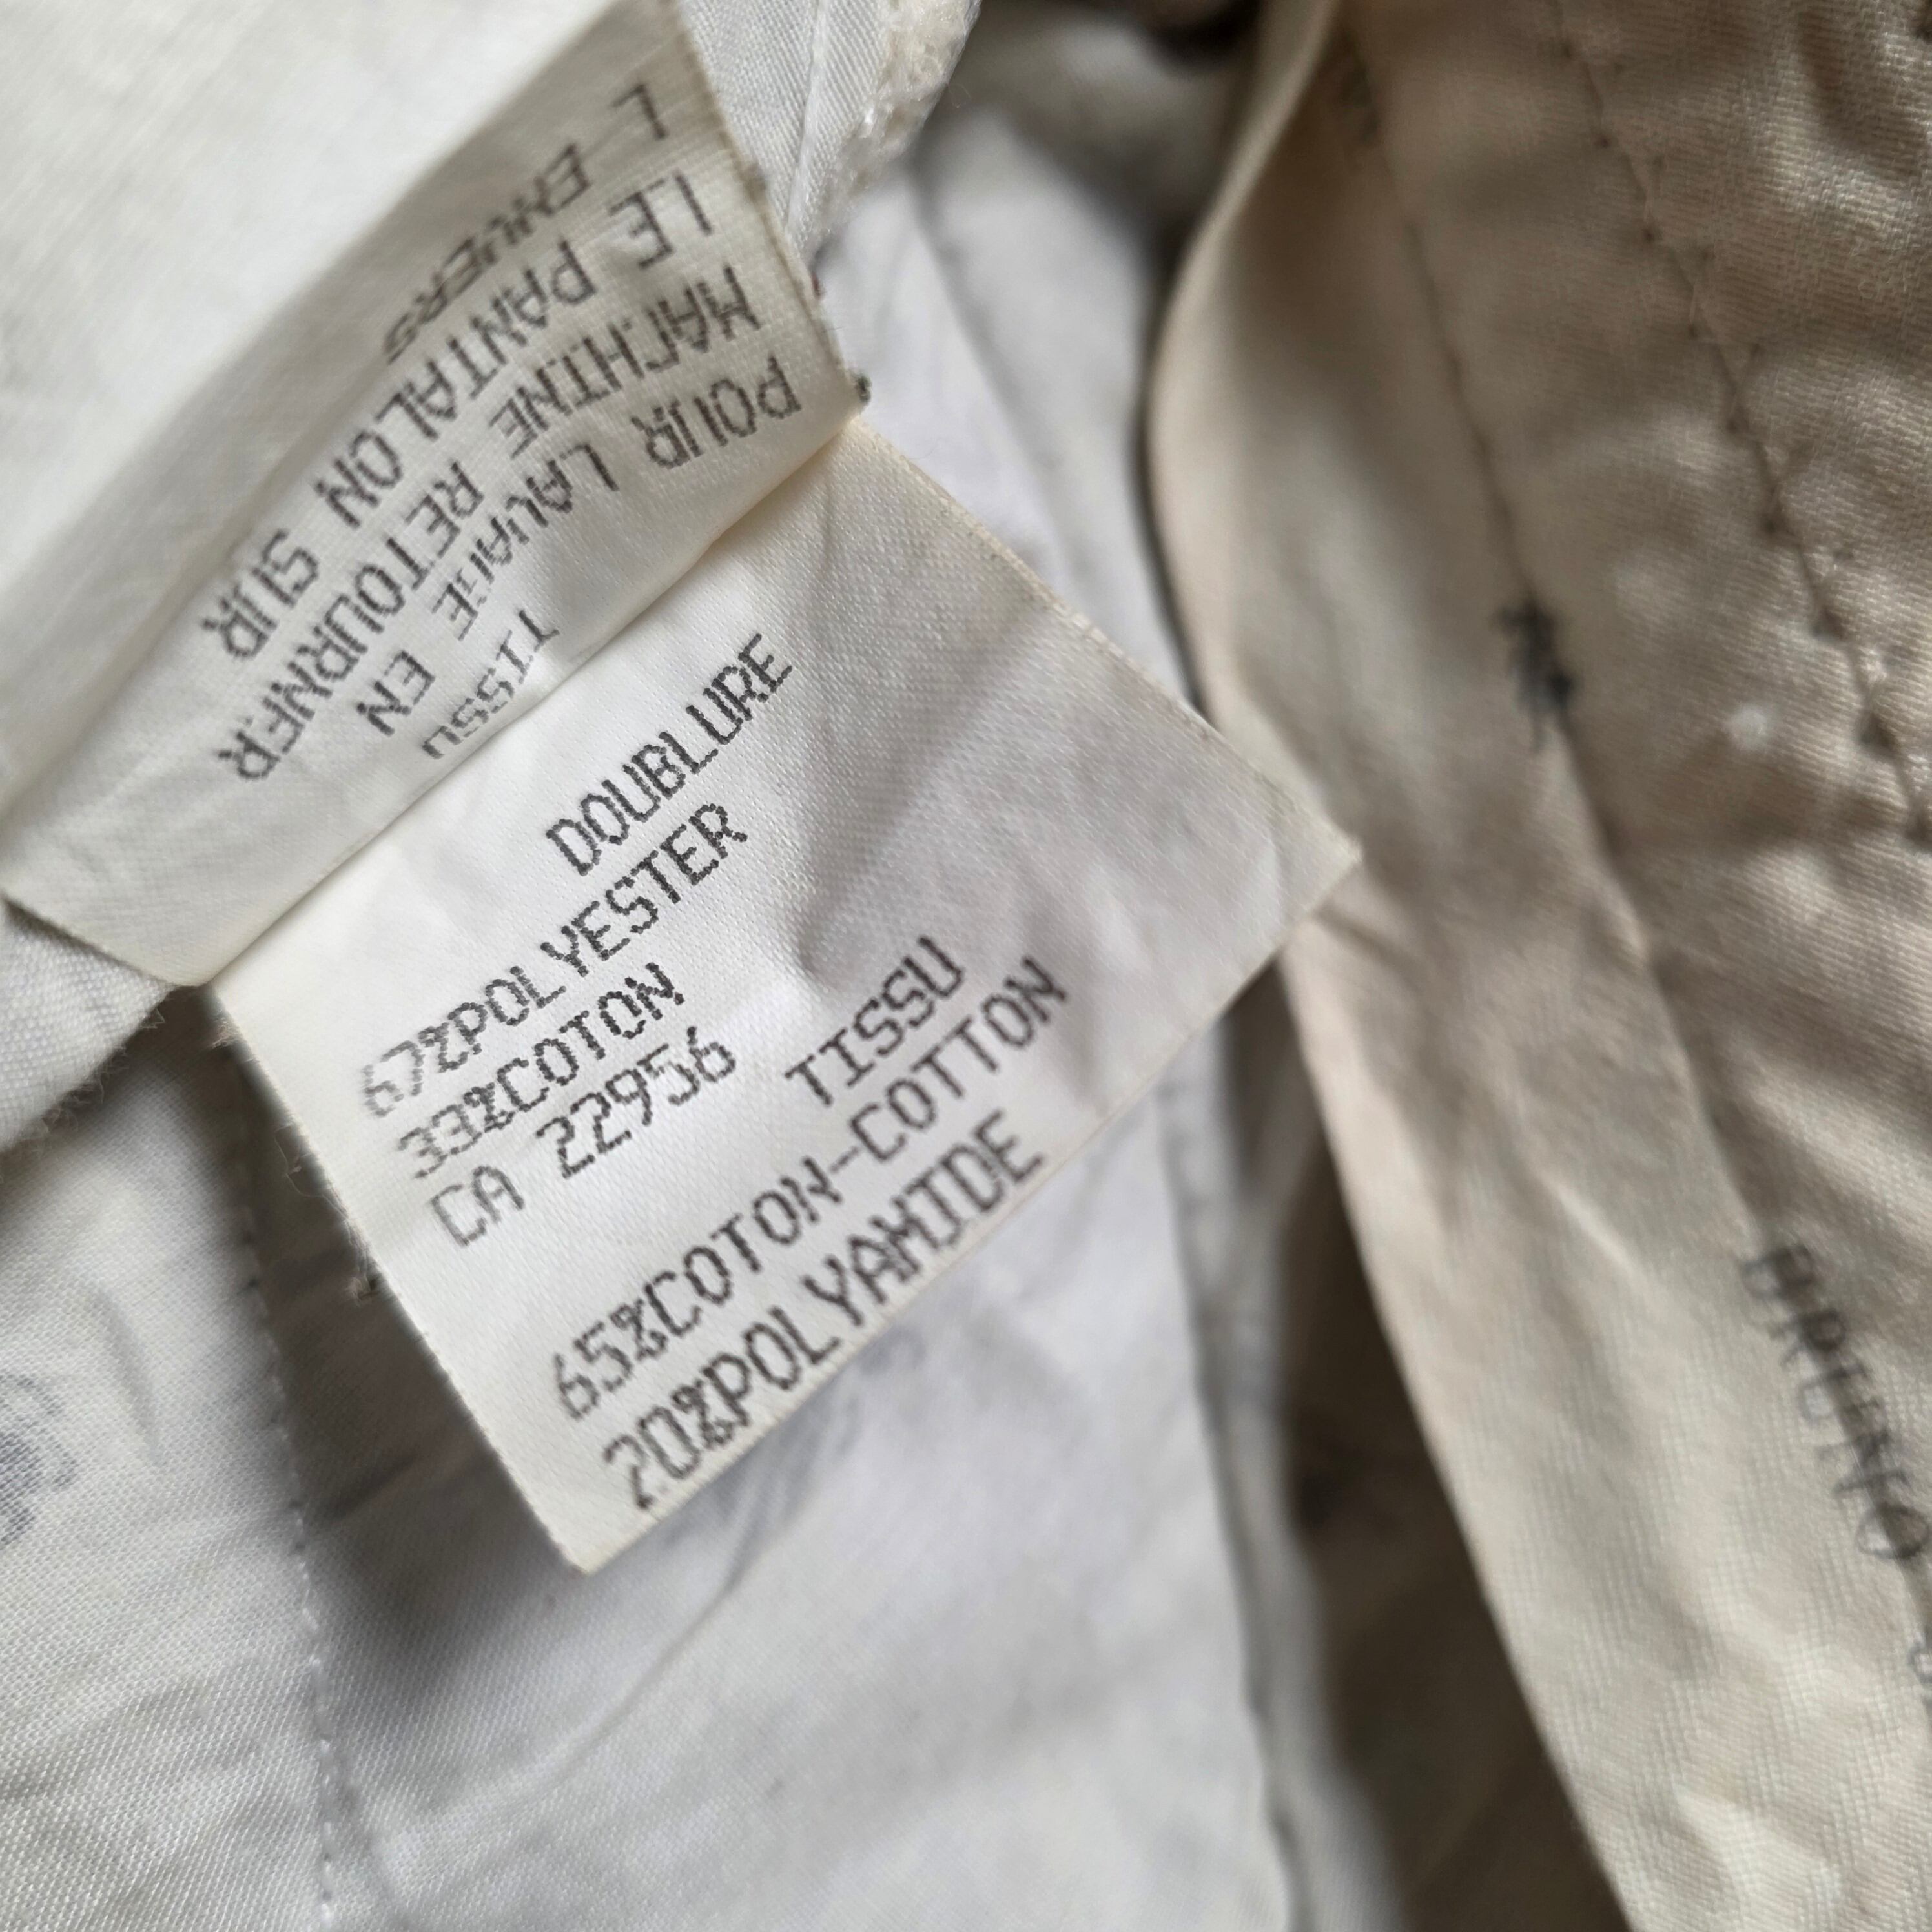 DOUBLURE
67%POLYESTER
33%COTON
CA 22956
TISSU
65%COTON-COTTON
20%POLYAMIDE
TISSU
POUR LAVAGE EN
MACHINE RETOURNER
LE PANTALON SUR
L ENVERS
BRUNO